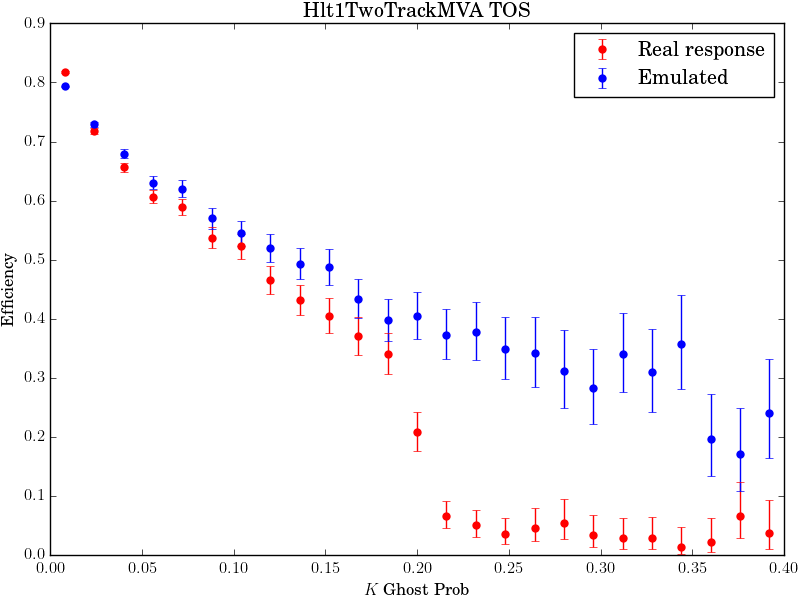 Hlt1TwoTrackMVA TOS
Real response
Emulated
Efficiency
0.9
0.8
0.7
0.6
0.5
0.4
0.3
0.2
0.1
0.0
0.00 0.05 0.10 0.15 0.20 0.25 0.30 0.35 0.40
K Ghost Prob